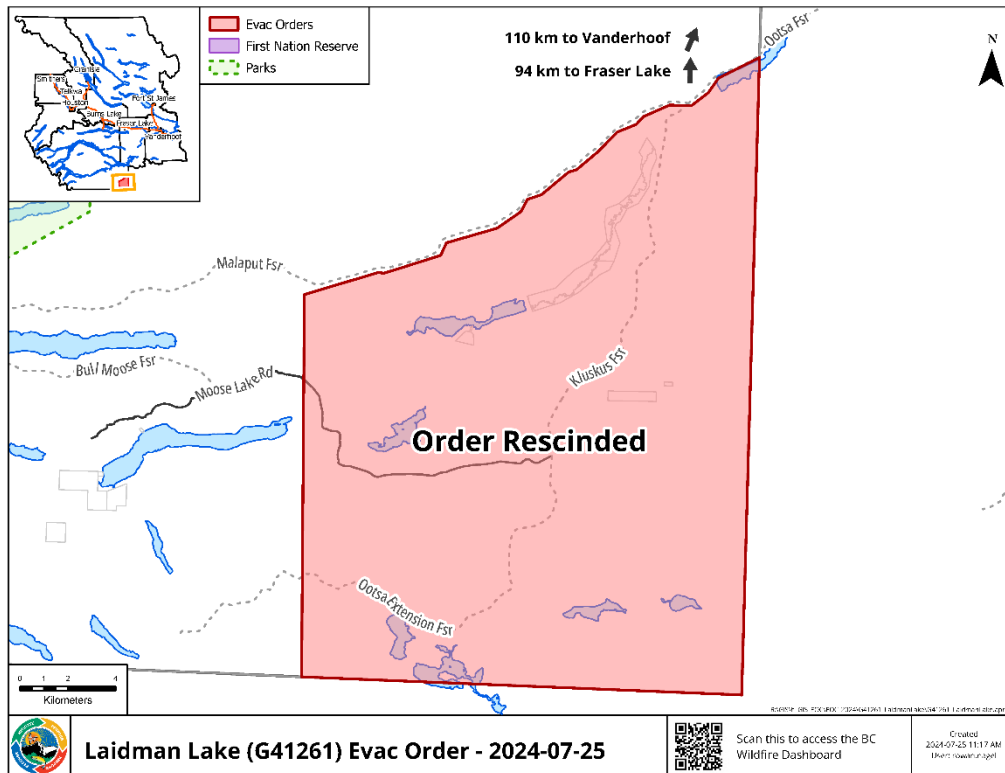 Smithers
Granisle
Telkwa
Houston
Fort St James
Burns Lake
Fraser Lake
Vanderhoof
Evac Orders
First Nation Reserve
Parks
110 km to Vanderhoof
94 km to Fraser Lake
N
Ootsa Fsr
Malaput Fsr
Kluskus Fsr
Bull Moose Fsr
Moose Lake Rd
Order Rescinded
Ootsa Extension Fsr
0 1 2 4
Kilometers
Laidman Lake (G41261) Evac Order - 2024-07-25
Scan this to access the BC
Wildfire Dashboard
Created
2024-07-25 11:17 AM